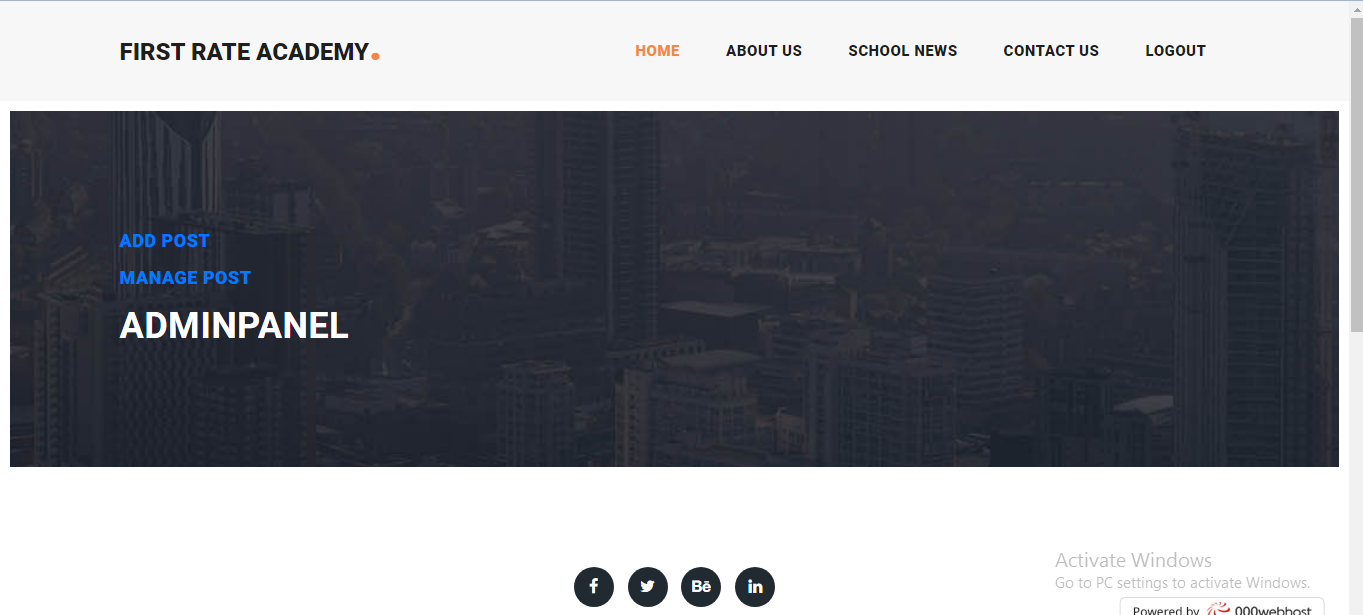 FIRST RATE ACADEMY.
HOME ABOUT US SCHOOL NEWS CONTACT US LOGOUT
ADD POST
MANAGE POST
ADMINPANEL
Bē
in
Activate Windows
Go to PC settings to activate Windows.
Powered by 000webhost